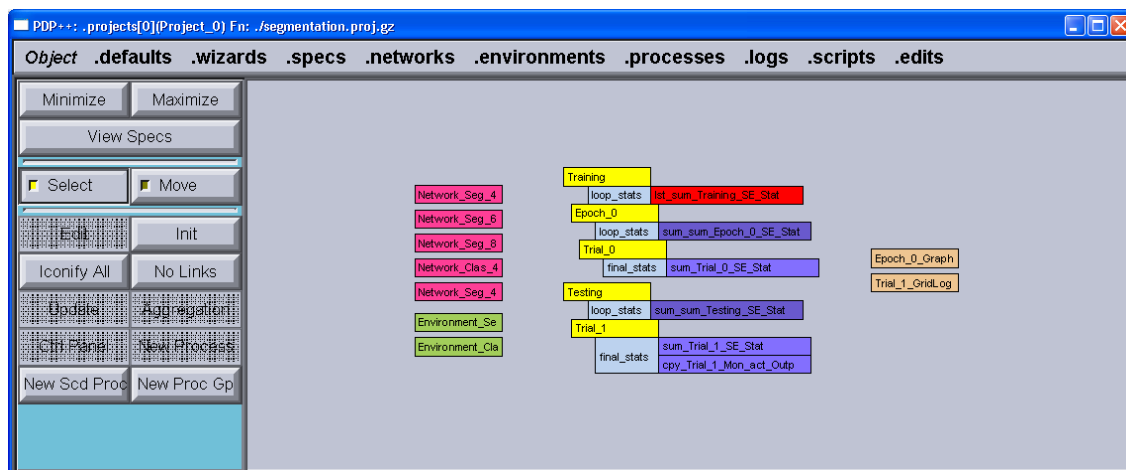 PDP++: .projects[0](Project_0) Fn: ./segmentation.proj.gz
Object .defaults .wizards .specs .networks .environments .processes .logs .scripts .edits
Minimize Maximize
View Specs
Select Move
Edit Init
Iconify All No Links
Update Aggregation
Ctrl Panel New Process
New Scd Proc New Proc Gp
Network_Seg_4
Network_Seg_6
Network_Seg_8
Network_Clas_4
Network_Seg_4
Environment_Se
Environment_Cla
Training
loop_stats lst_sum_Training_SE_Stat
Epoch_0
loop_stats sum_sum_Epoch_0_SE_Stat
Trial_0
final_stats sum_Trial_0_SE_Stat
Testing
loop_stats sum_sum_Testing_SE_Stat
Trial_1
final_stats sum_Trial_1_SE_Stat
cpy_Trial_1_Mon_act_Outp
Epoch_0_Graph
Trial_1_GridLog